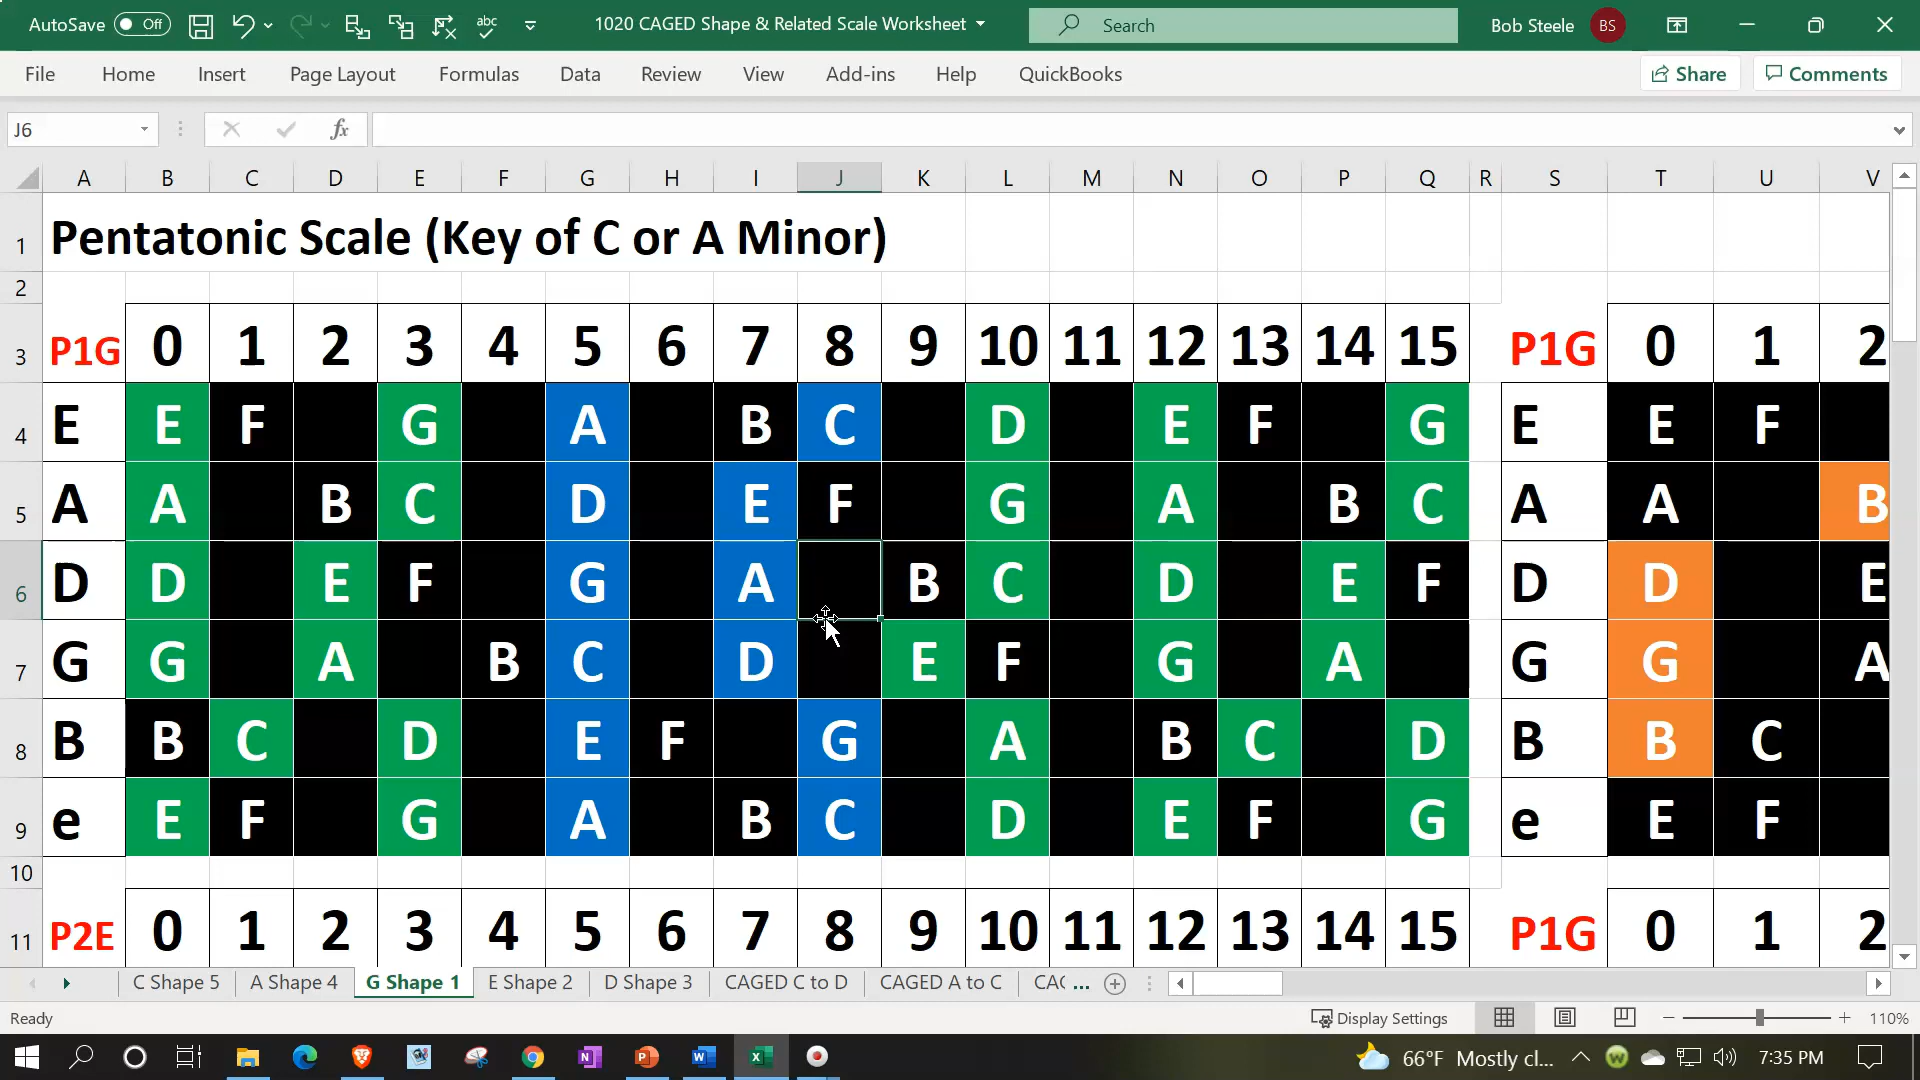 AutoSave Off abc 1020 CAGED Shape & Related Scale Worksheet Search Bob Steele BS
File Home Insert Page Layout Formulas Data Review View Add-ins Help QuickBooks Share Comments
J6 fx
A B C D E F G H I J K L M N O P Q R S T U V
1 Pentatonic Scale (Key of C or A Minor)
2
3 P1G 0 1 2 3 4 5 6 7 8 9 10 11 12 13 14 15 P1G 0 1 2
4 E E F G A B C D E F G E E F
5 A A B C D E F G A B C A A B
6 D D E F G A B C D E F D D E
7 G G A B C D E F G A G G A
8 B B C D E F G A B C D B B C
9 e E F G A B C D E F G e E F
10
11 P2E 0 1 2 3 4 5 6 7 8 9 10 11 12 13 14 15 P1G 0 1 2
C Shape 5 A Shape 4 G Shape 1 E Shape 2 D Shape 3 CAGED C to D CAGED A to C CAG ...
Ready Display Settings 110%
66°F Mostly cl... 7:35 PM